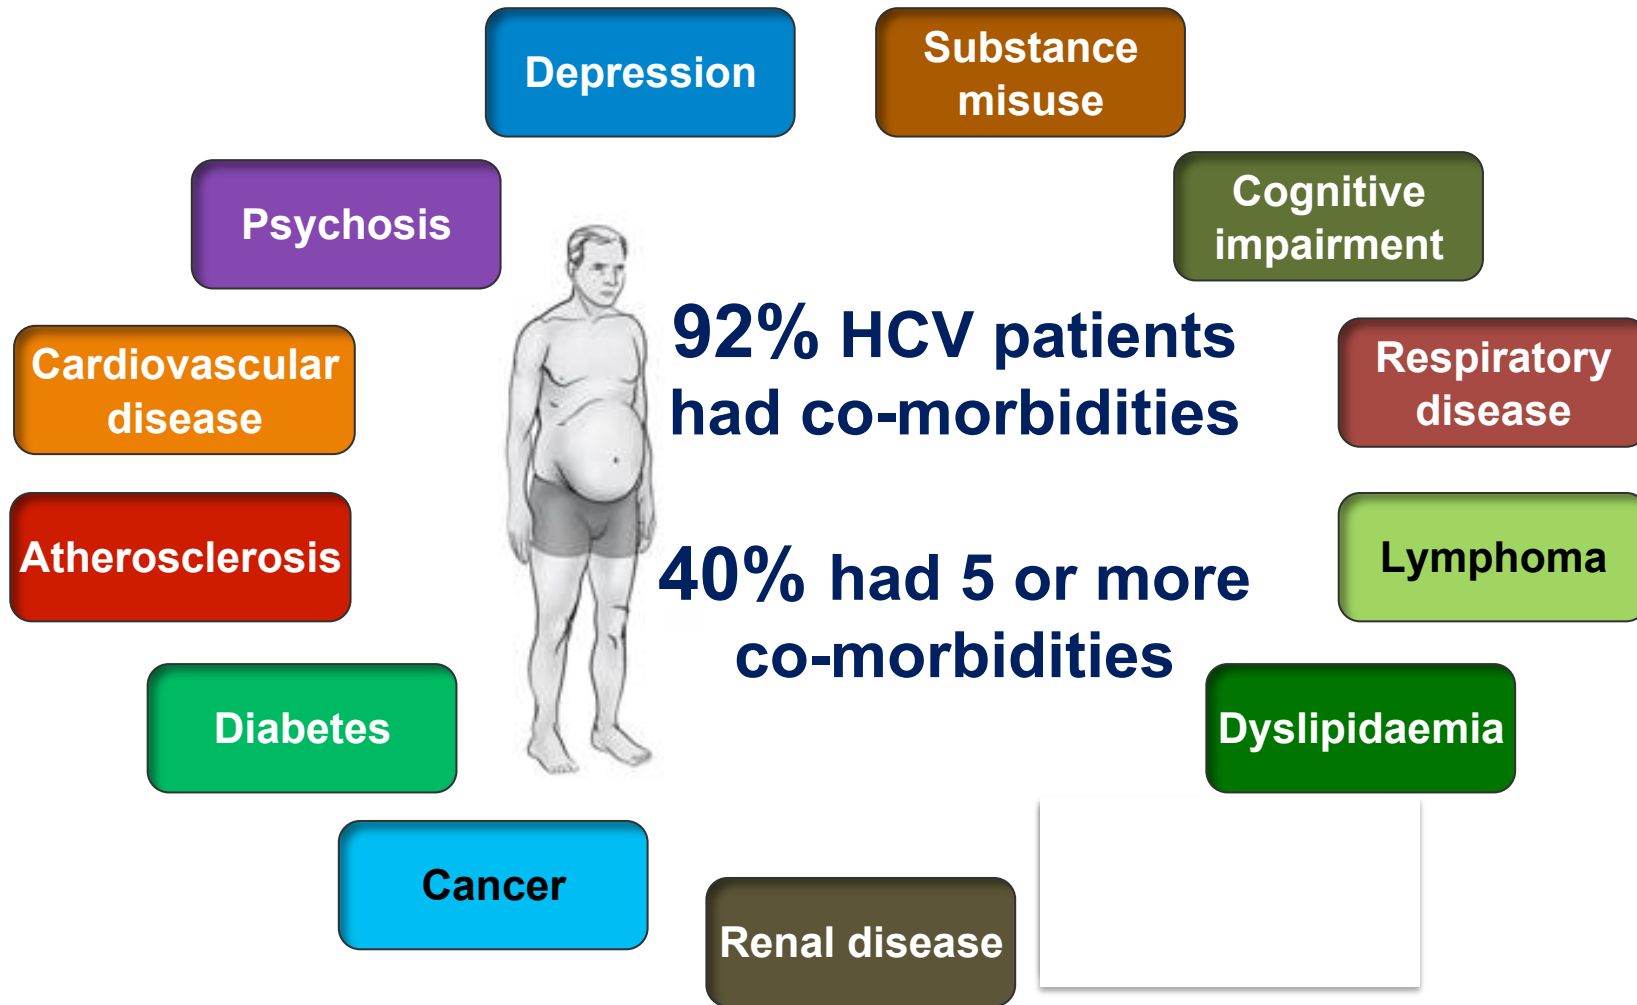 Depression
Substance
misuse
Psychosis
Cognitive
impairment
Cardiovascular
disease
92% HCV patients
had co-morbidities
Respiratory
disease
Atherosclerosis
40% had 5 or more
co-morbidities
Lymphoma
Diabetes
Dyslipidaemia
Cancer
Renal disease